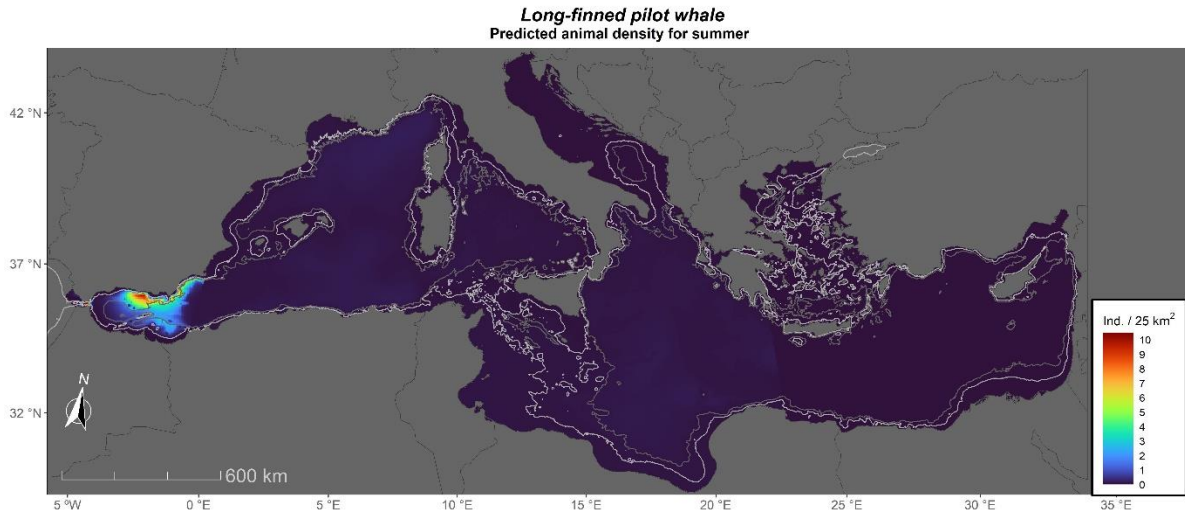 Long-finned pilot whale
Predicted animal density for summer
42 °N
37 °N
32 °N
N
600 km
Ind. / 25 km²
10
9
8
7
6
5
4
3
2
1
0
5 °W
0 °E
5 °E
10 °E
15 °E
20 °E
25 °E
30 °E
35 °E